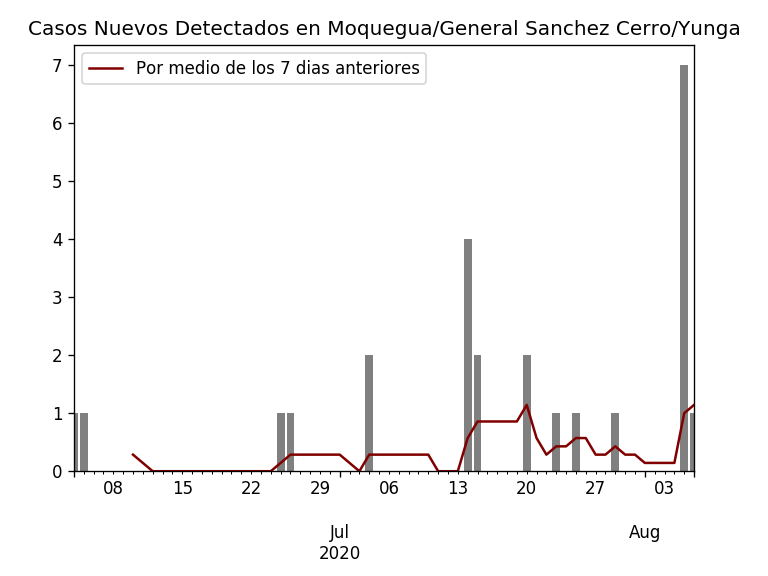 Casos Nuevos Detectados en Moquegua/General Sanchez Cerro/Yunga
Por medio de los 7 dias anteriores
7
6
5
4
3
2
1
0
08 15 22 29 06 13 20 27 03
Jul Aug
2020